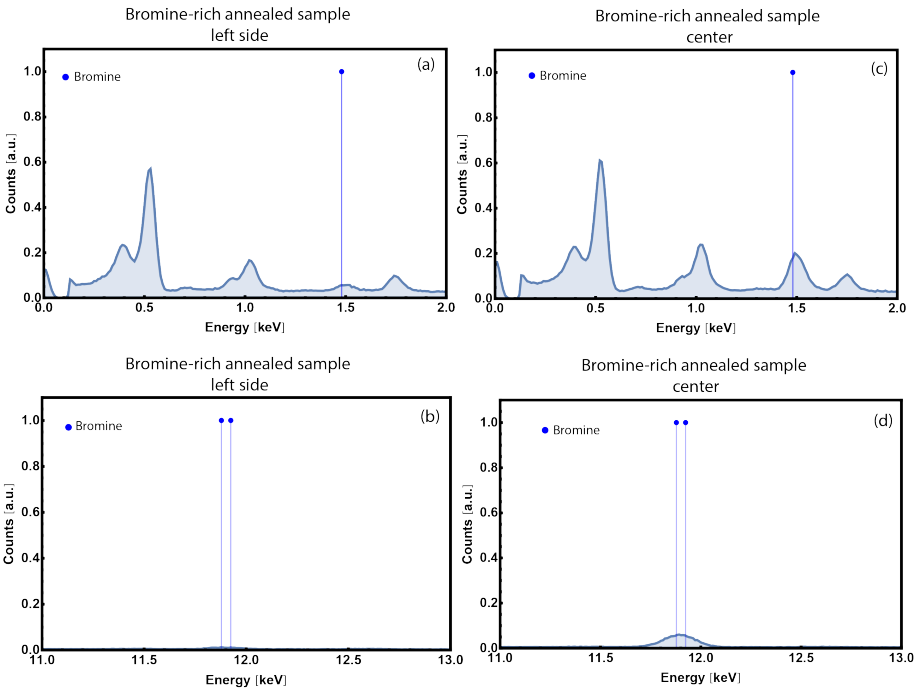 Bromine-rich annealed sample
left side
(a)
Bromine
1.0
0.8
0.6
0.4
0.2
0.0
Counts [a.u.]
0.0 0.5 1.0 1.5 2.0
Energy [keV]
Bromine-rich annealed sample
center
(c)
Bromine
1.0
0.8
0.6
0.4
0.2
0.0
Counts [a.u.]
0.0 0.5 1.0 1.5 2.0
Energy [keV]
Bromine-rich annealed sample
left side
(b)
Bromine
1.0
0.8
0.6
0.4
0.2
0.0
Counts [a.u.]
11.0 11.5 12.0 12.5 13.0
Energy [keV]
Bromine-rich annealed sample
center
(d)
Bromine
1.0
0.8
0.6
0.4
0.2
0.0
Counts [a.u.]
11.0 11.5 12.0 12.5 13.0
Energy [keV]